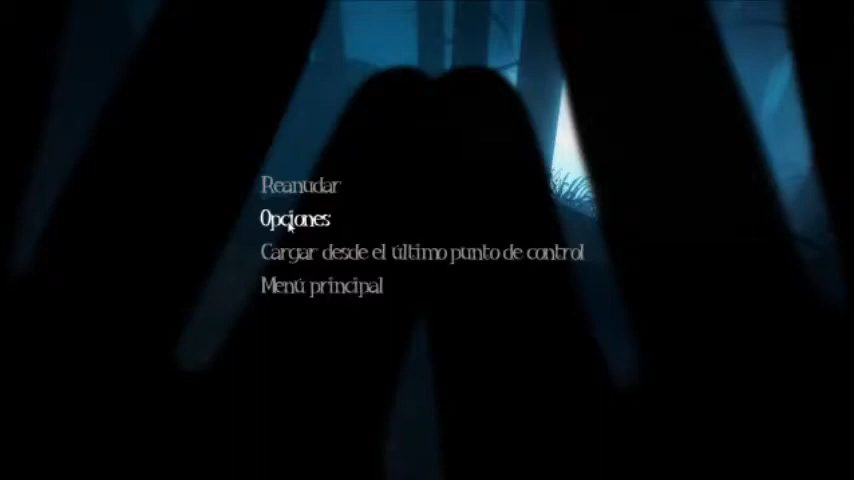 Reanudar
Opciones
Cargar desde el último punto de control
Menú principal